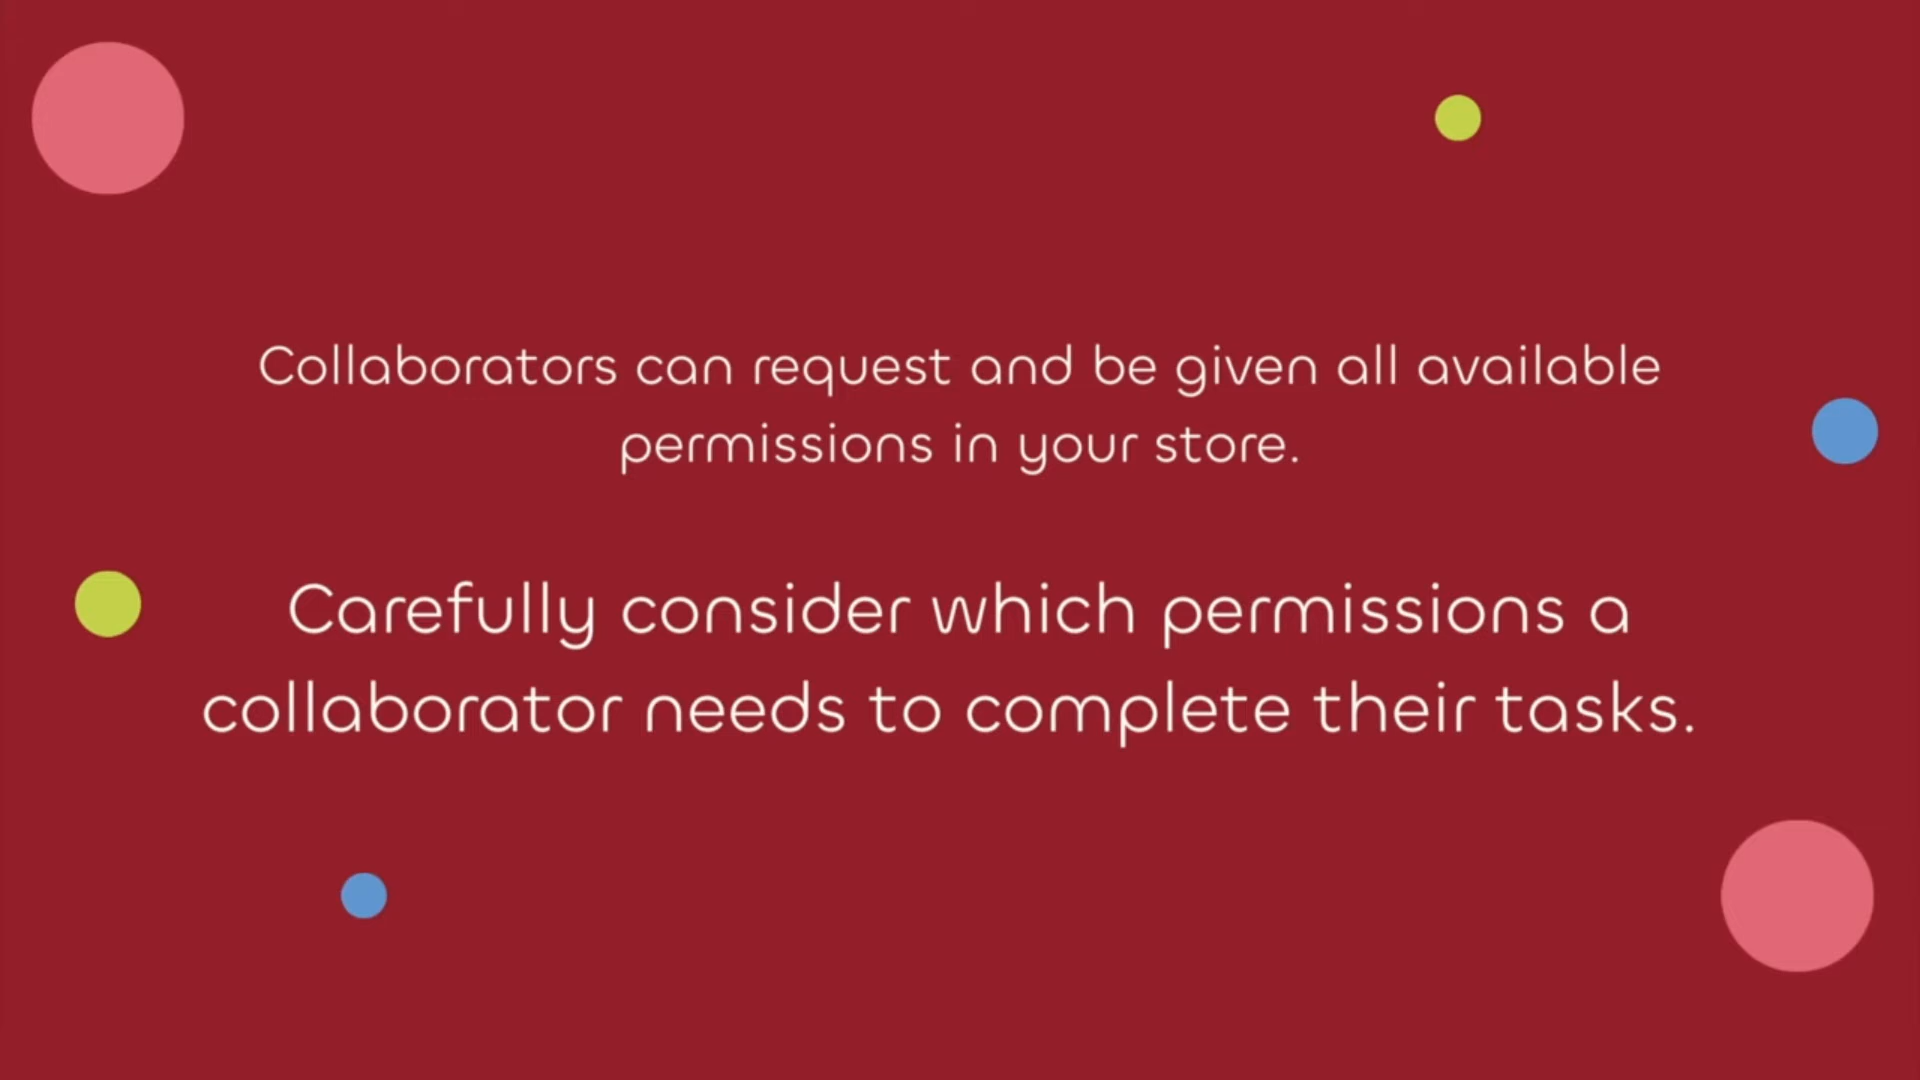 Collaborators can request and be given all available
permissions in your store.
Carefully consider which permissions a
collaborator needs to complete their tasks.